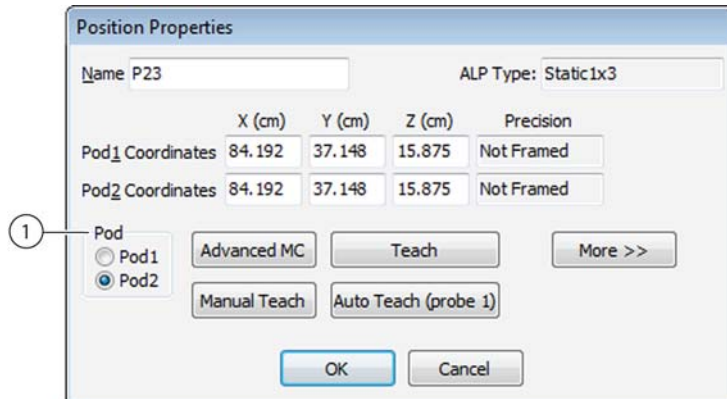 Position Properties
Name P23 ALP Type: Static1x3
X (cm) Y (cm) Z (cm) Precision
Pod1 Coordinates 84.192 37.148 15.875 Not Framed
Pod2 Coordinates 84.192 37.148 15.875 Not Framed
1 Pod
Pod1 Advanced MC Teach More >>
Pod2
Manual Teach Auto Teach (probe 1)
OK Cancel